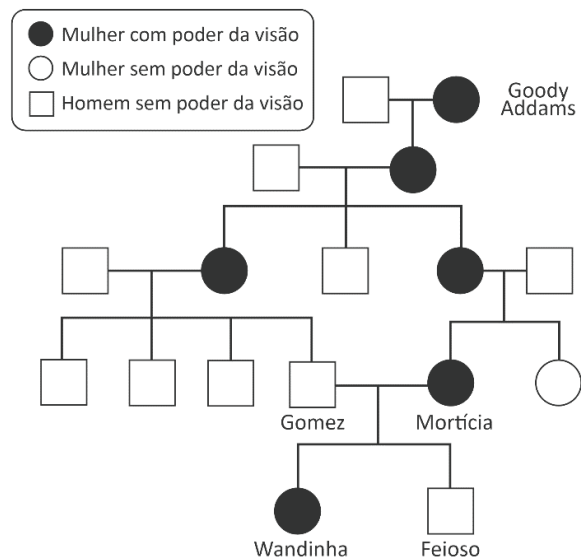 Mulher com poder da visão
Mulher sem poder da visão
Homem sem poder da visão
Goody
Addams
Gomez
Mortícia
Wandinha
Feioso